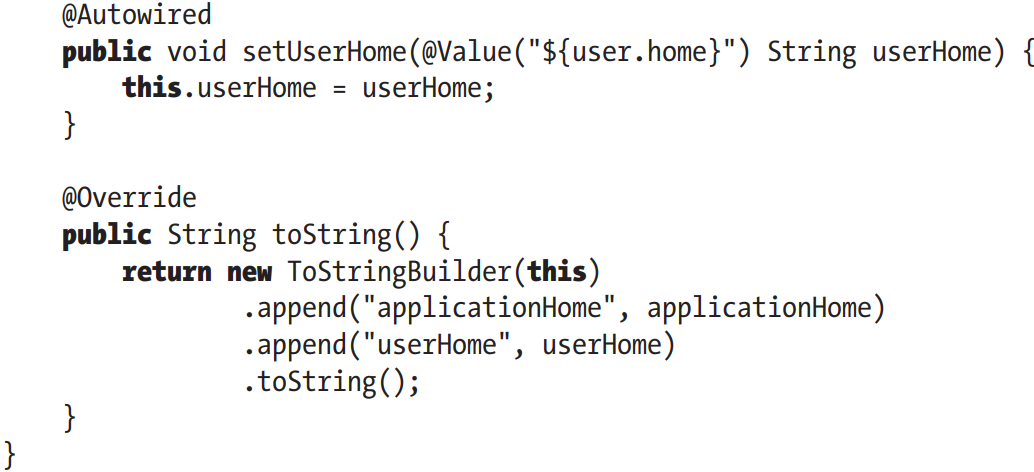 @Autowired
public void setUserHome(@Value("${user.home}") String userHome) {
this.userHome = userHome;
}
@Override
public String toString() {
return new ToStringBuilder(this)
.append("applicationHome", applicationHome)
.append("userHome", userHome)
.toString();
}
}